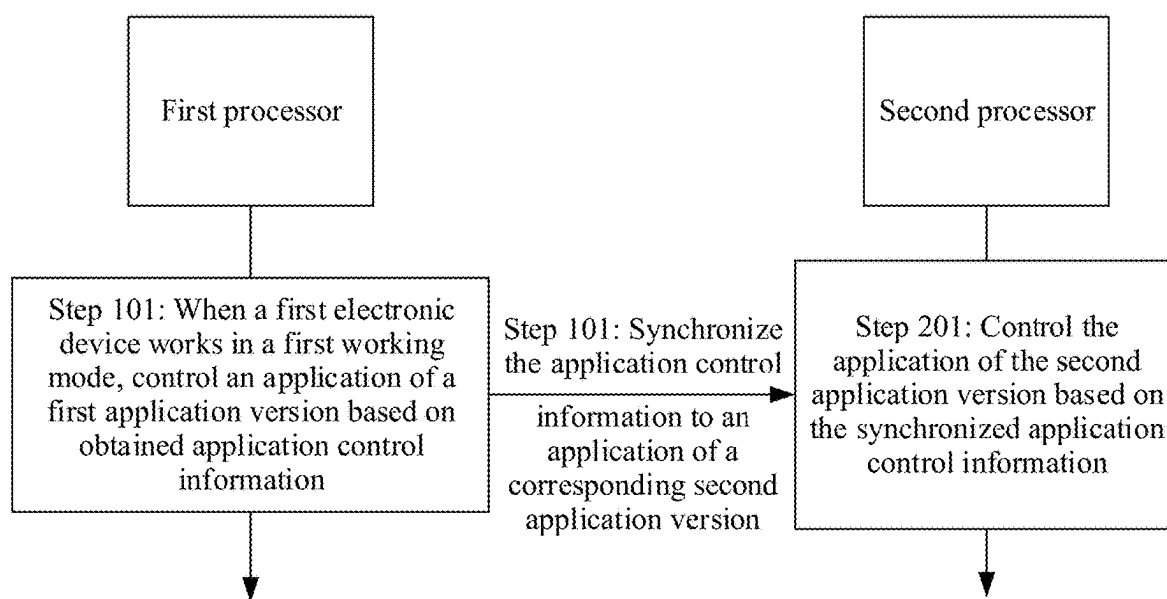 First processor
Second processor
Step 101: When a first electronic
device works in a first working
mode, control an application of a
first application version based on
obtained application control
information
Step 101: Synchronize
the application control
information to an
application of a
corresponding second
application version
Step 201: Control the
application of the second
application version based on
the synchronized application
control information